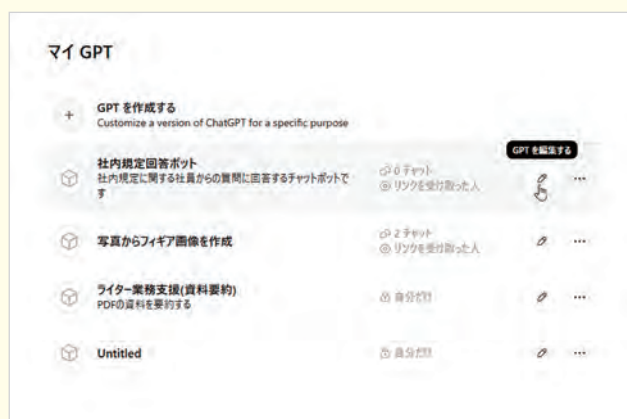 マイ GPT
+ GPT を作成する
Customize a version of ChatGPT for a specific purpose
GPT を編集する
社内規定回答ボット
社内規定に関する社員からの質問に回答するチャットボットで
す
0 チャット
リンクを受け取った人
写真からフィギア画像を作成
2 チャット
リンクを受け取った人
ライター業務支援(資料要約)
PDFの資料を要約する
自分だけ
Untitled
自分だけ